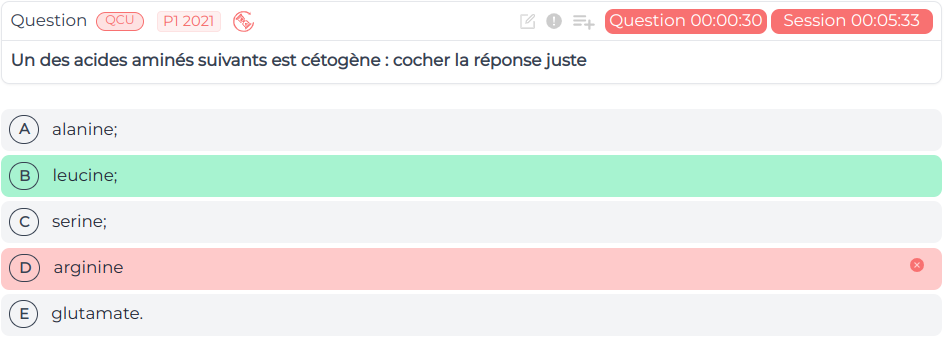 Question QCU P1 2021 Question 00:00:30 Session 00:05:33
Un des acides aminés suivants est cétogène : cocher la réponse juste
A alanine;
B leucine;
C serine;
D arginine
E glutamate.